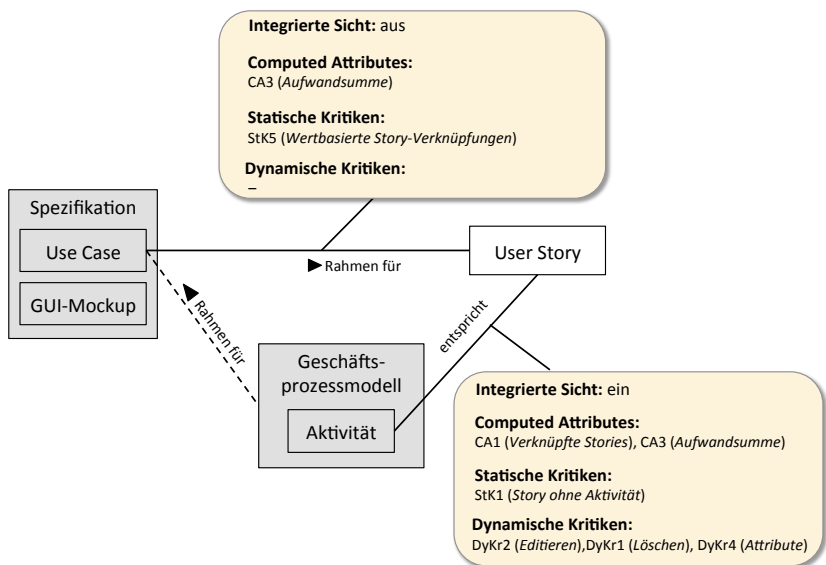 Integrierte Sicht: aus
Computed Attributes:
CA3 (Aufwandsumme)
Statische Kritiken:
StK5 (Wertbasierte Story-Verknüpfungen)
Dynamische Kritiken:
–
Spezifikation
Use Case
GUI-Mockup
▶ Rahmen für
User Story
▶ Rahmen für
entspricht
Geschäfts-
prozessmodell
Aktivität
Integrierte Sicht: ein
Computed Attributes:
CA1 (Verknüpfte Stories), CA3 (Aufwandsumme)
Statische Kritiken:
StK1 (Story ohne Aktivität)
Dynamische Kritiken:
DyKr2 (Editieren),DyKr1 (Löschen), DyKr4 (Attribute)